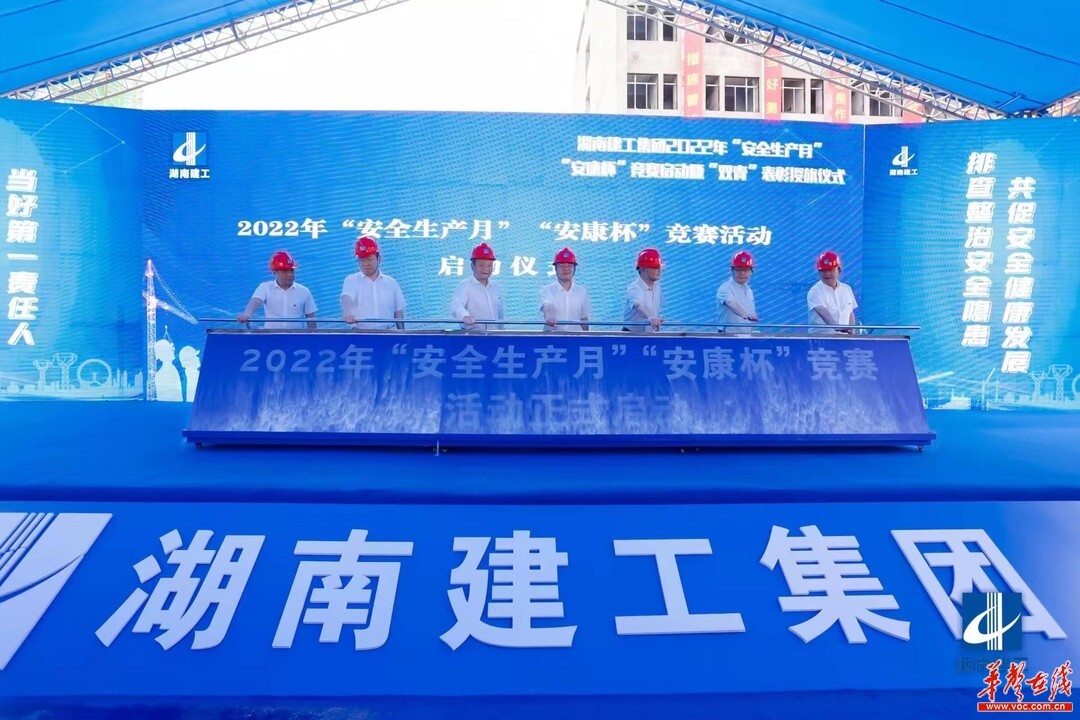 湖南建工
湖南建工集团2022年“安全生产月”
“安康杯”竞赛启动暨“双青”表彰授旗仪式
湖南建工
当好第一责任人
2022年“安全生产月” “安康杯”竞赛活动
启动仪式
共促安全健康发展
排查整治安全隐患
2022年“安全生产月”“安康杯”竞赛
活动正式启动
湖南建工集团
华声在线
www.voc.com.cn